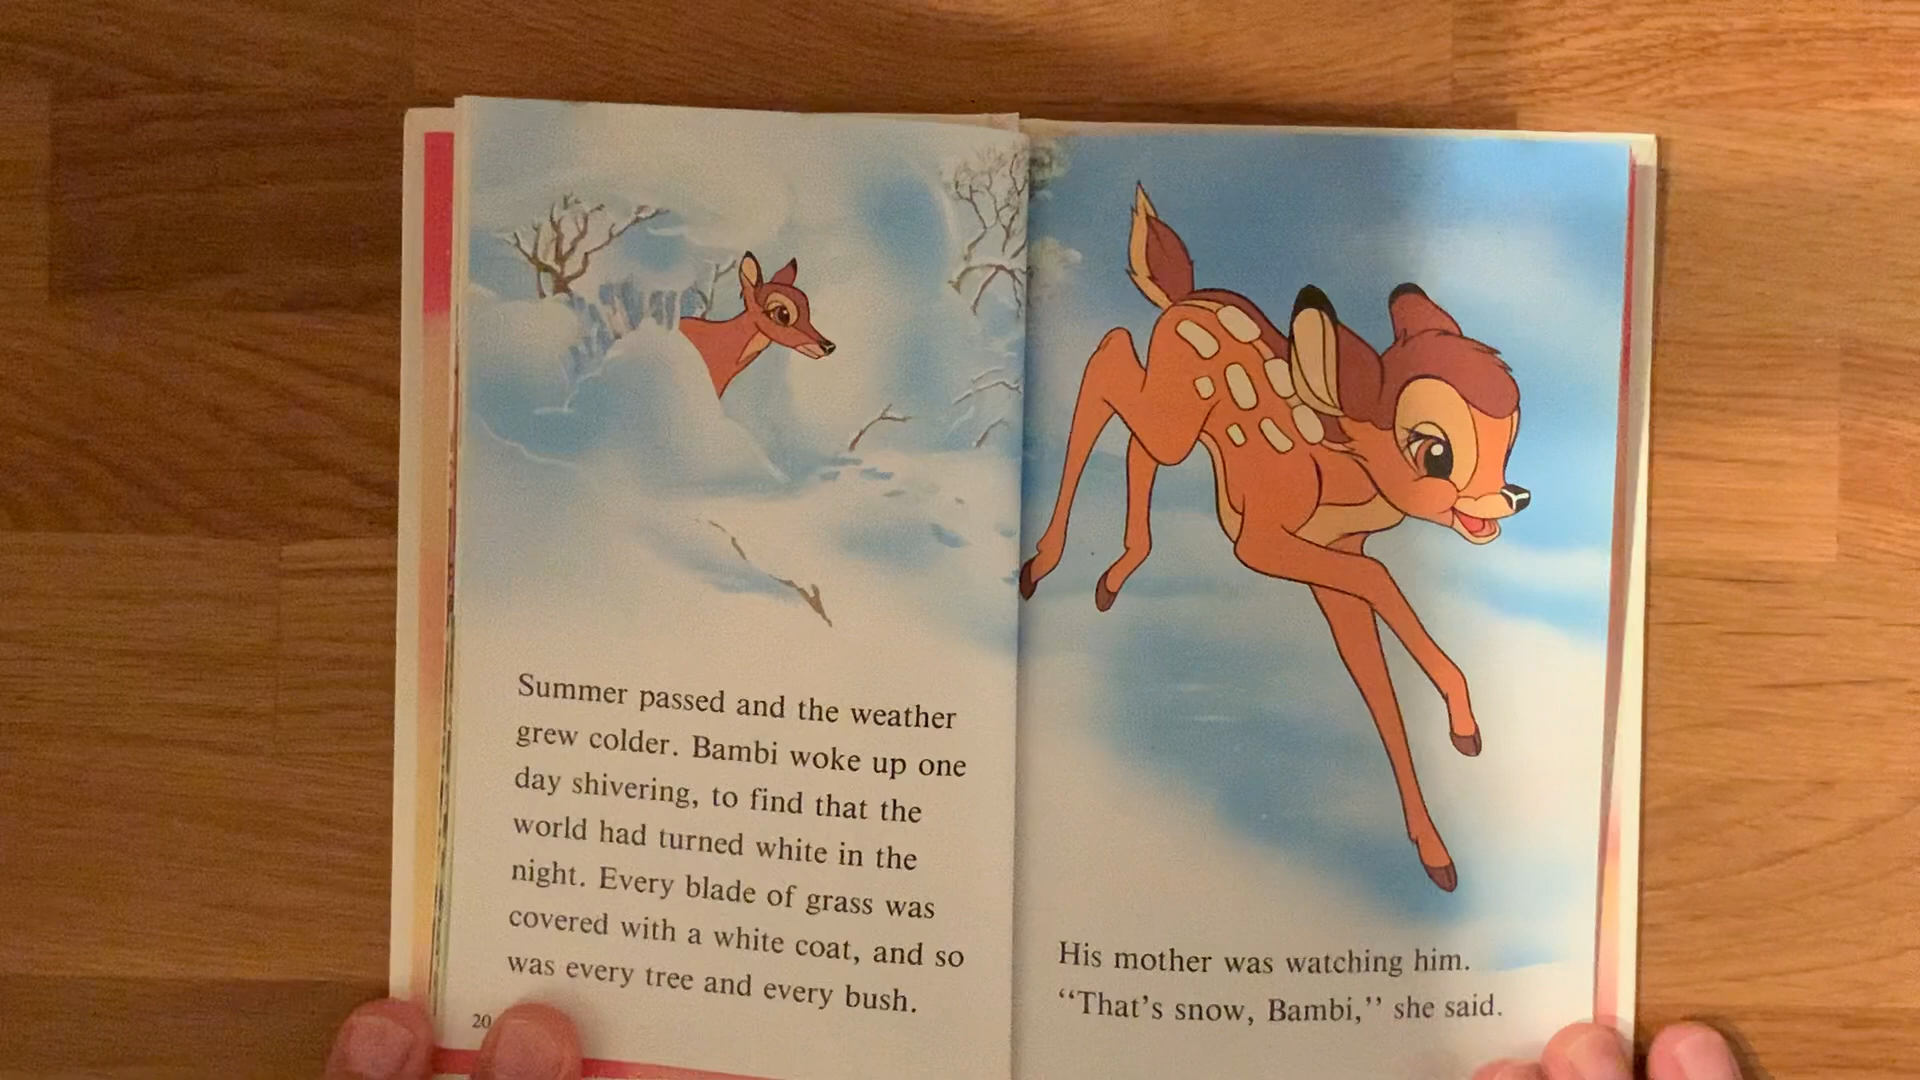 Summer passed and the weather
grew colder. Bambi woke up one
day shivering, to find that the
world had turned white in the
night. Every blade of grass was
covered with a white coat, and so
was every tree and every bush.
20
His mother was watching him.
“That’s snow, Bambi,” she said.